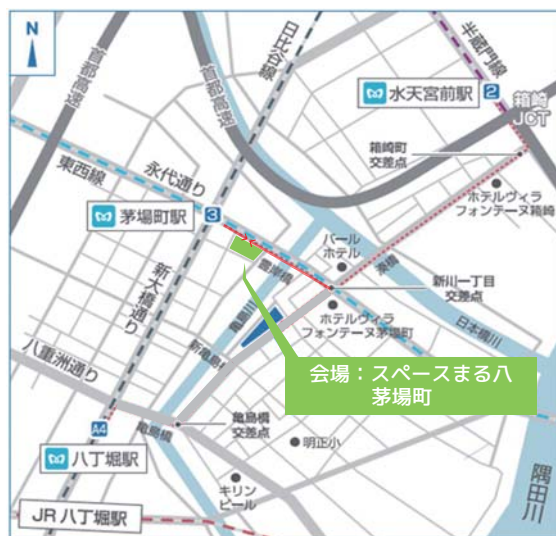 N
首都高速
首都高速
日比谷線
半蔵門線
水天宮前駅
2
箱崎
JCT
箱崎町
交差点
東西線
永代通り
茅場町駅
3
ホテルヴィラ
フォンテーヌ箱崎
パール
ホテル
湊橋
霊岸橋
新川一丁目
交差点
新大橋通り
亀島川
ホテルヴィラ
フォンテーヌ茅場町
日本橋川
八重洲通り
新亀島橋
会場:スペースまる八
茅場町
A4
亀島橋
亀島橋
交差点
明正小
八丁堀駅
キリン
ビール
隅田川
JR 八丁堀駅